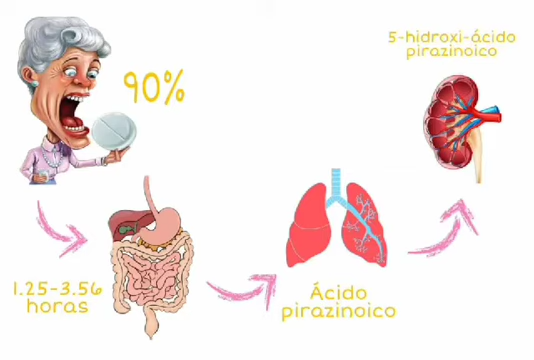 90%
1.25-3.56
horas
Ácido
pirazinoico
5-hidroxi-ácido
pirazinoico